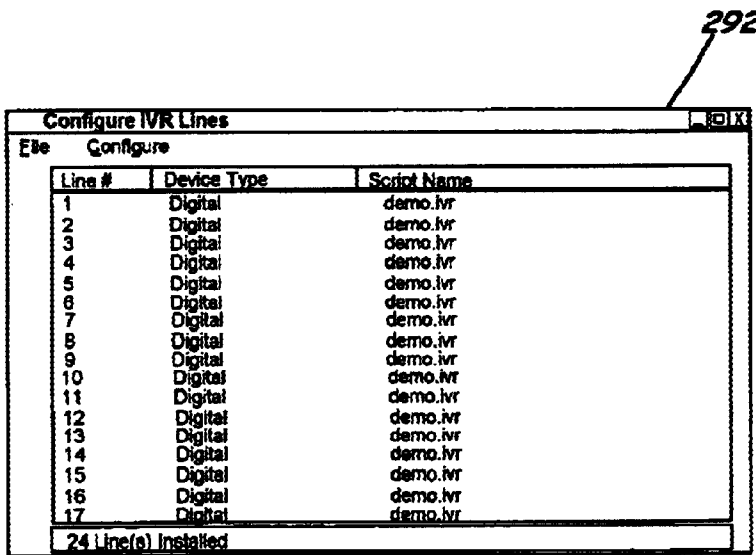 292
Configure IVR Lines
File Configure
Line # Device Type Script Name
1 Digital demo.ivr
2 Digital demo.ivr
3 Digital demo.ivr
4 Digital demo.ivr
5 Digital demo.ivr
6 Digital demo.ivr
7 Digital demo.ivr
8 Digital demo.ivr
9 Digital demo.ivr
10 Digital demo.ivr
11 Digital demo.ivr
12 Digital demo.ivr
13 Digital demo.ivr
14 Digital demo.ivr
15 Digital demo.ivr
16 Digital demo.ivr
17 Digital demo.ivr
24 Line(s) Installed